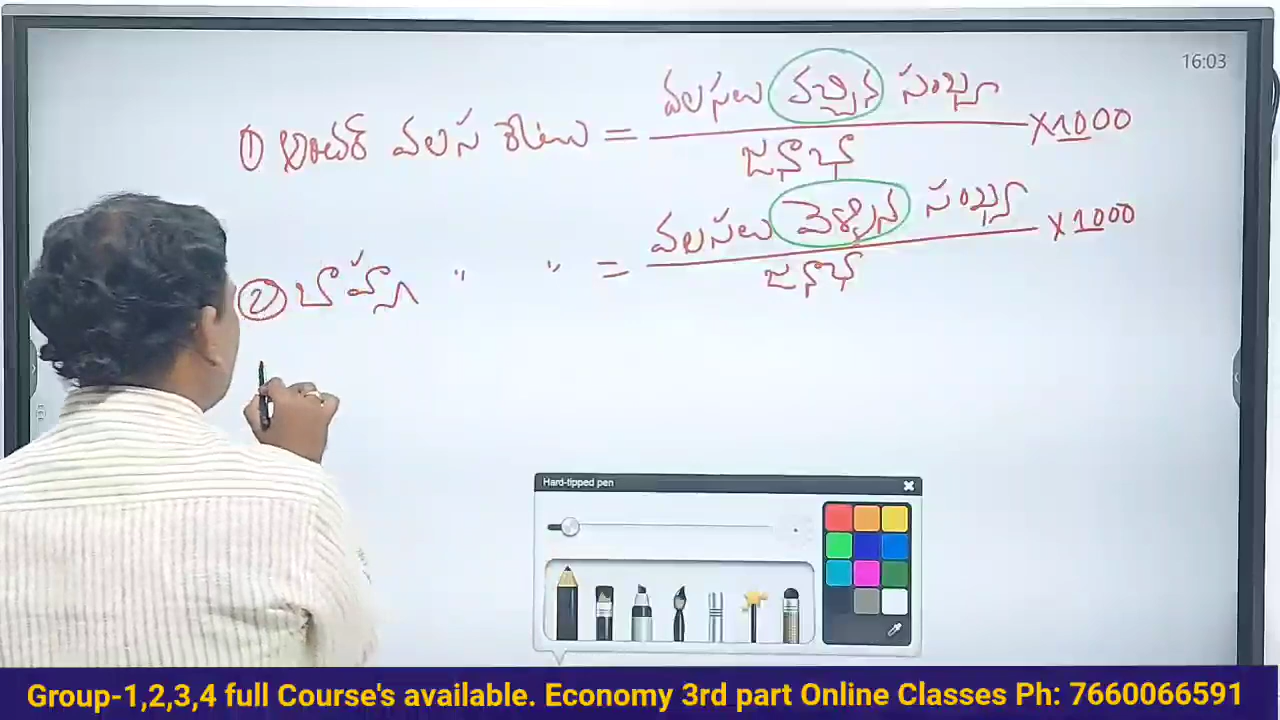 16:03
వలసలు వచ్చిన సంఖ్య
① అంతర్ వలస రేటు = ×1000
జనాభా
వలసలు వెళ్ళిన సంఖ్య
② బాహ్య " " = ×1000
జనాభా
Hard-tipped pen
Group-1,2,3,4 full Course's available. Economy 3rd part Online Classes Ph: 7660066591